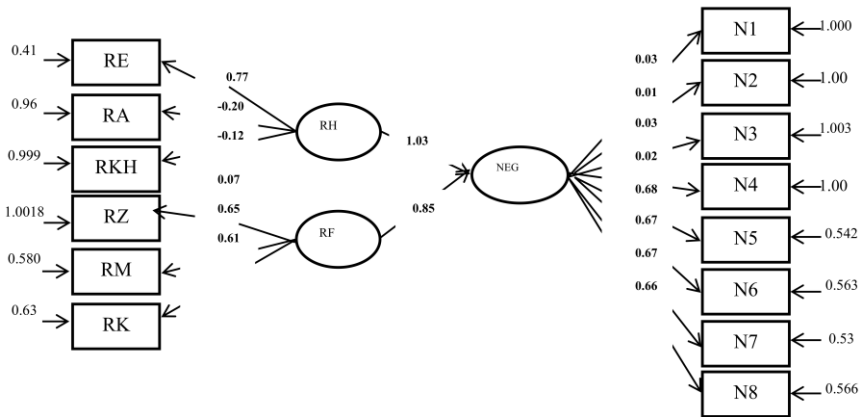 0.41
RE
0.96
RA
0.999
RKH
1.0018
RZ
0.580
RM
0.63
RK
0.77
-0.20
-0.12
0.07
0.65
0.61
RH
RF
1.03
0.85
NEG
0.03
0.01
0.03
0.02
0.68
0.67
0.67
0.66
N1
1.000
N2
1.00
N3
1.003
N4
1.00
N5
0.542
N6
0.563
N7
0.53
N8
0.566